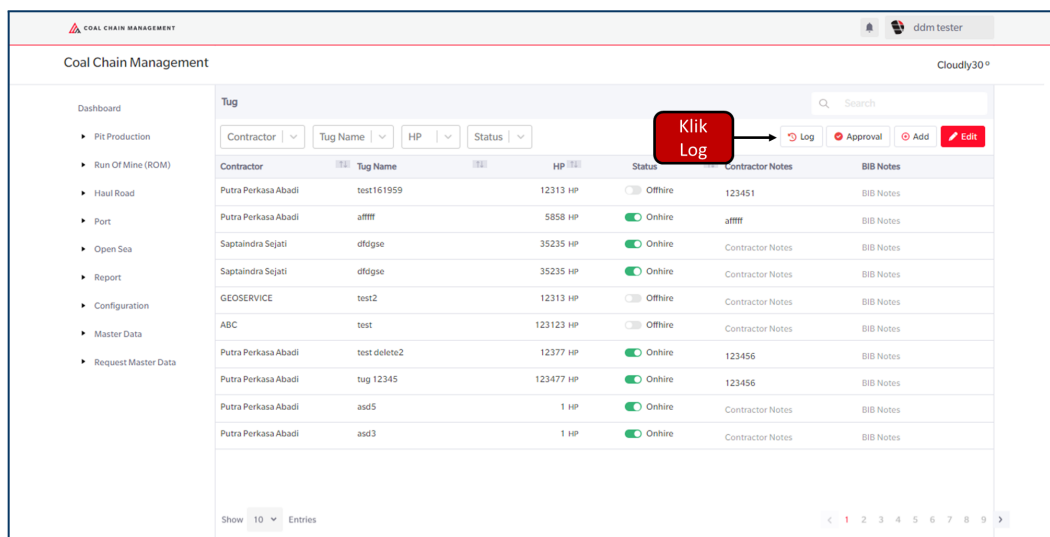 COAL CHAIN MANAGEMENT
ddm tester
Coal Chain Management
Cloudly30°
Dashboard
Pit Production
Run Of Mine (ROM)
Haul Road
Port
Open Sea
Report
Configuration
Master Data
Request Master Data
Tug
Search
Contractor Tug Name HP Status
Klik
Log
Log Approval Add Edit
Contractor Tug Name HP Status Contractor Notes BIB Notes
Putra Perkasa Abadi test161959 12313 HP Offhire 123451 BIB Notes
Putra Perkasa Abadi afffff 5858 HP Onhire afffff BIB Notes
Saptaindra Sejati dfdgse 35235 HP Onhire Contractor Notes BIB Notes
Saptaindra Sejati dfdgse 35235 HP Onhire Contractor Notes BIB Notes
GEOSERVICE test2 12313 HP Offhire Contractor Notes BIB Notes
ABC test 123123 HP Offhire Contractor Notes BIB Notes
Putra Perkasa Abadi test delete2 12377 HP Onhire 123456 BIB Notes
Putra Perkasa Abadi tug 12345 123477 HP Onhire 123456 BIB Notes
Putra Perkasa Abadi asd5 1 HP Onhire Contractor Notes BIB Notes
Putra Perkasa Abadi asd3 1 HP Onhire Contractor Notes BIB Notes
Show 10 Entries
1 2 3 4 5 6 7 8 9